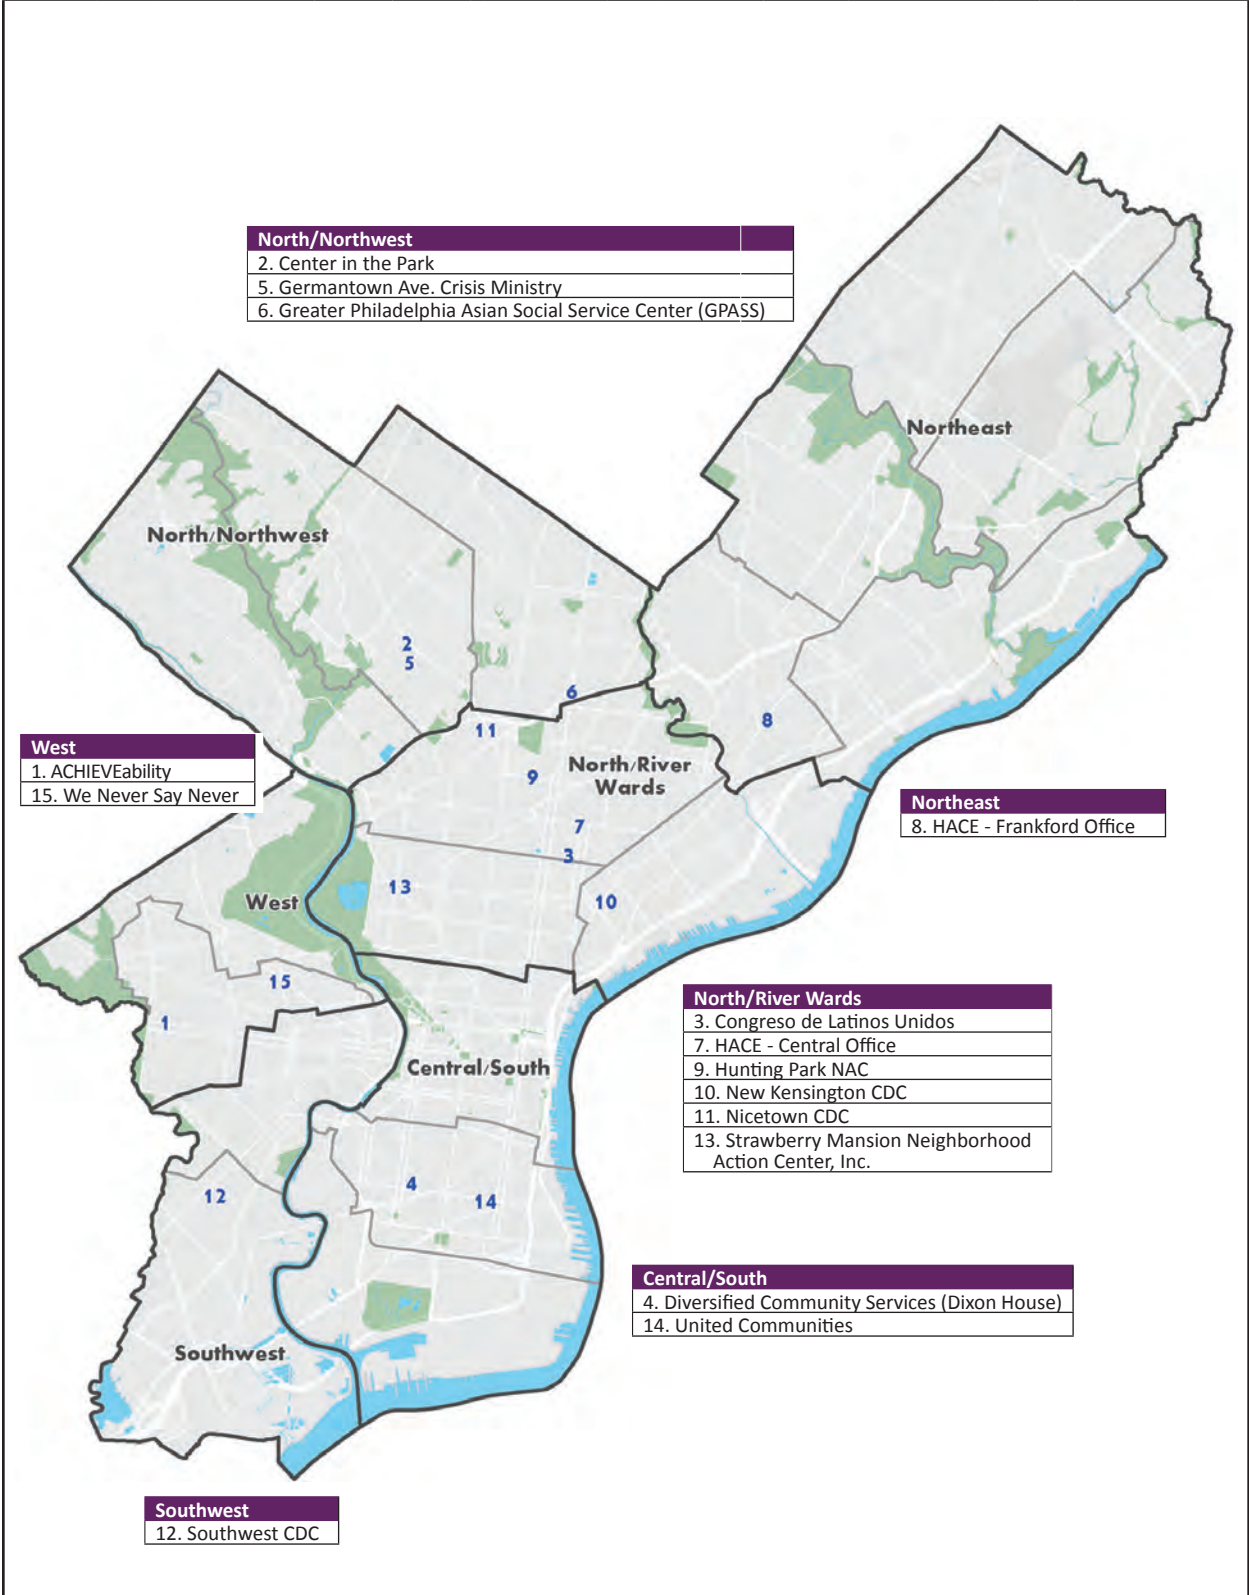 North/Northwest
2. Center in the Park
5. Germantown Ave. Crisis Ministry
6. Greater Philadelphia Asian Social Service Center (GPASS)
Northeast
North/Northwest
2
5
6
8
11
North/River
Wards
9
7
3
13
10
West
1. ACHIEVEability
15. We Never Say Never
Northeast
8. HACE - Frankford Office
West
15
1
North/River Wards
3. Congreso de Latinos Unidos
7. HACE - Central Office
9. Hunting Park NAC
10. New Kensington CDC
11. Nicetown CDC
13. Strawberry Mansion Neighborhood
Action Center, Inc.
Central/South
12
4
14
Central/South
4. Diversified Community Services (Dixon House)
14. United Communities
Southwest
Southwest
12. Southwest CDC